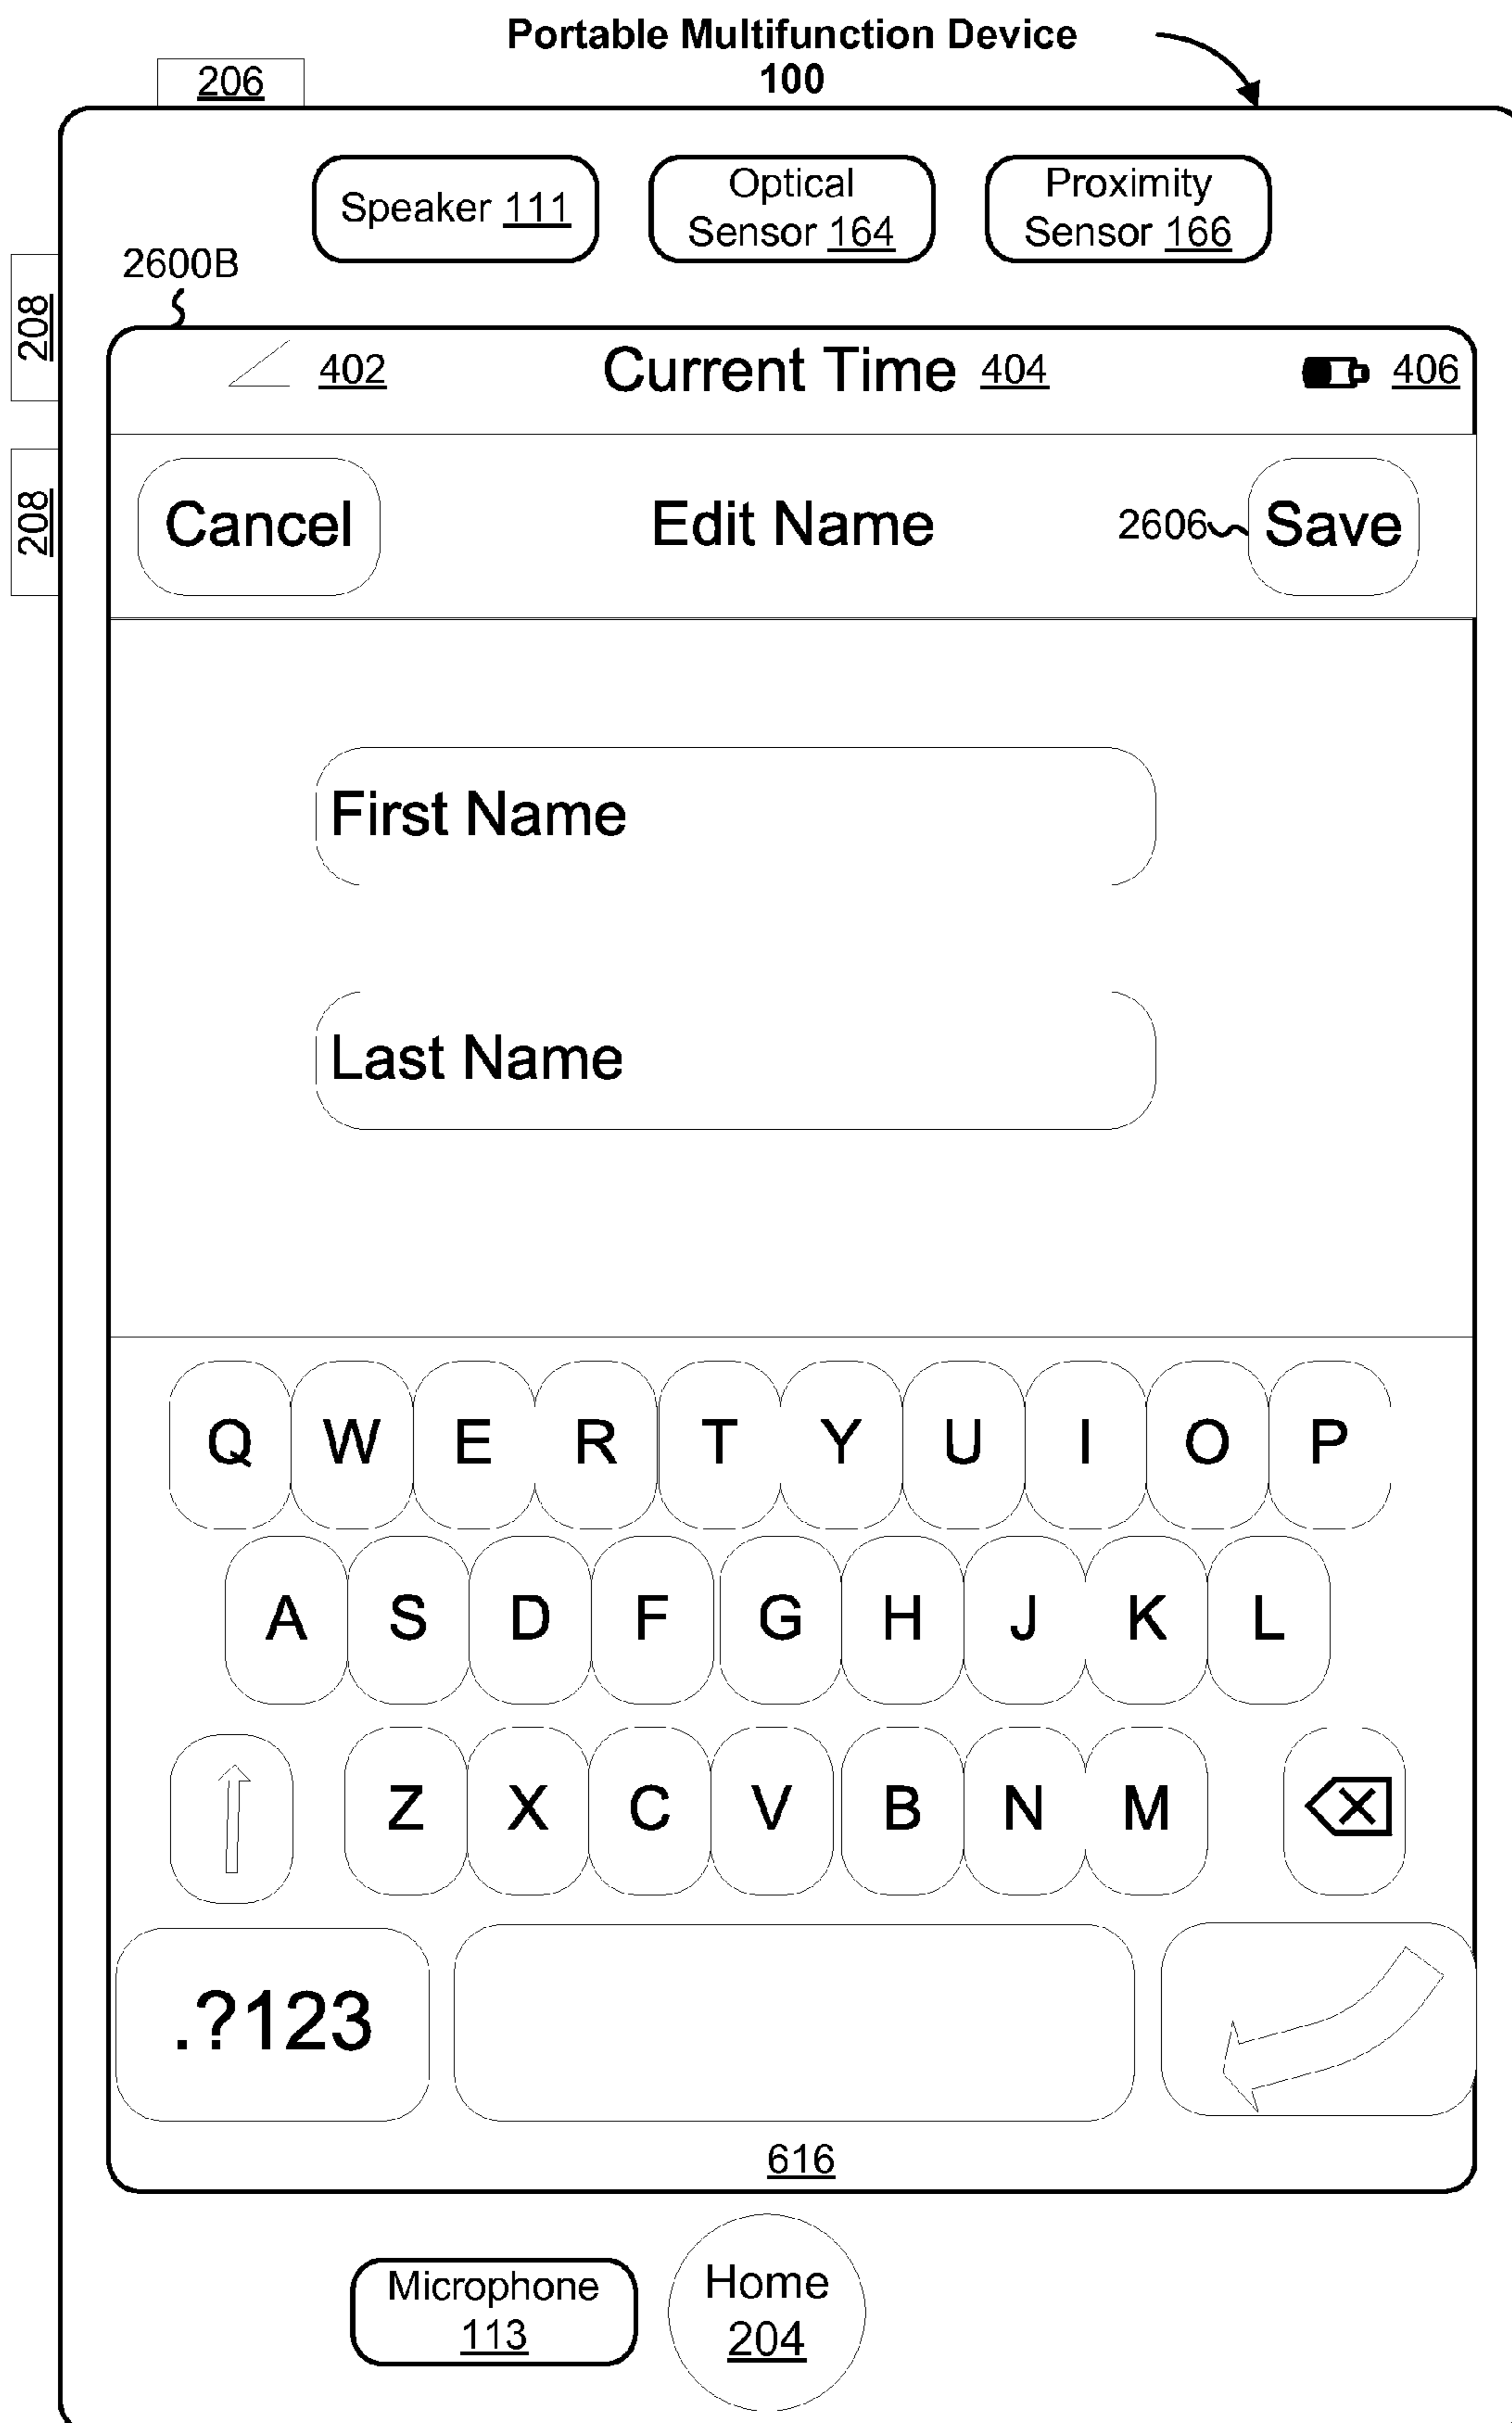 Portable Multifunction Device
100
206
Speaker 111
Optical
Sensor 164
Proximity
Sensor 166
2600B
208
402
Current Time 404
406
208
Cancel
Edit Name
2606
Save
First Name
Last Name
Q W E R T Y U I O P
A S D F G H J K L
Z X C V B N M
.?123
616
Microphone
113
Home
204